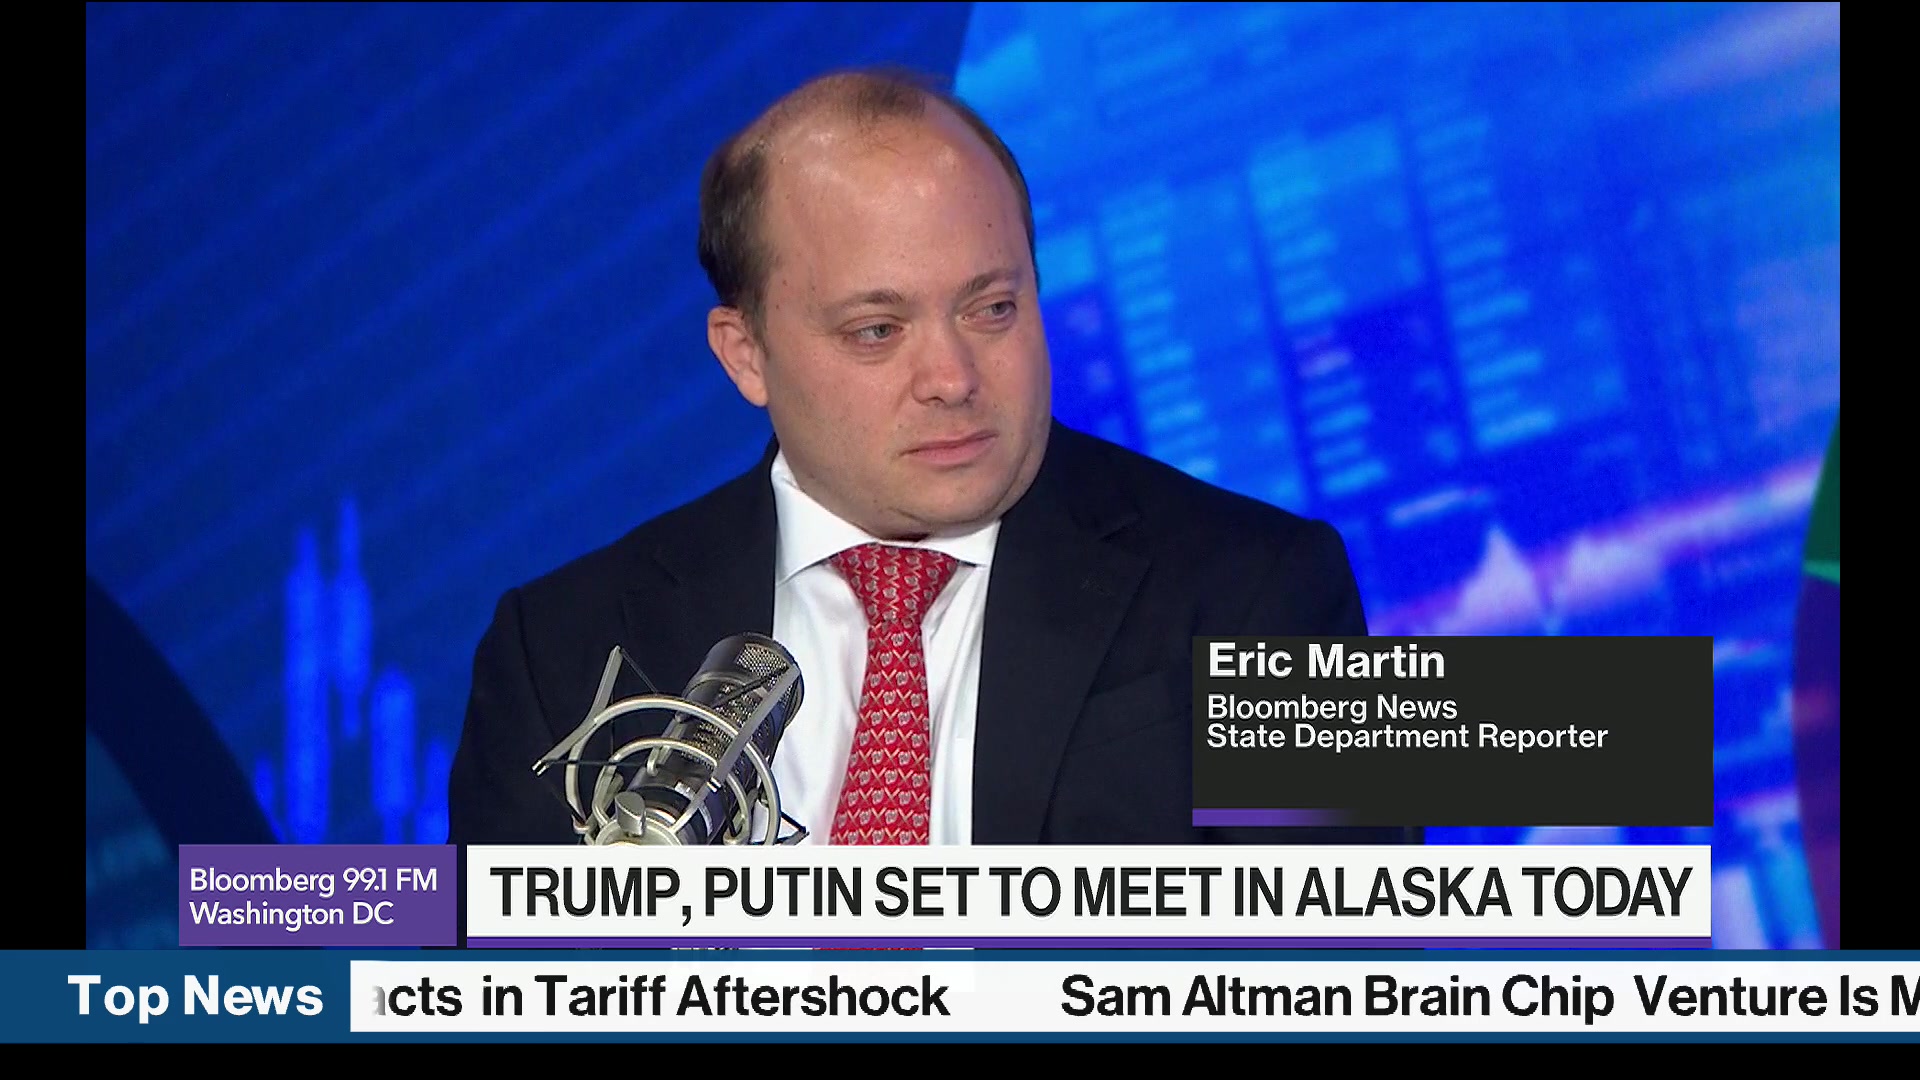 Eric Martin
Bloomberg News
State Department Reporter
Bloomberg 99.1 FM
Washington DC
TRUMP, PUTIN SET TO MEET IN ALASKA TODAY
Top News
in Tariff Aftershock
Sam Altman Brain Chip Venture Is